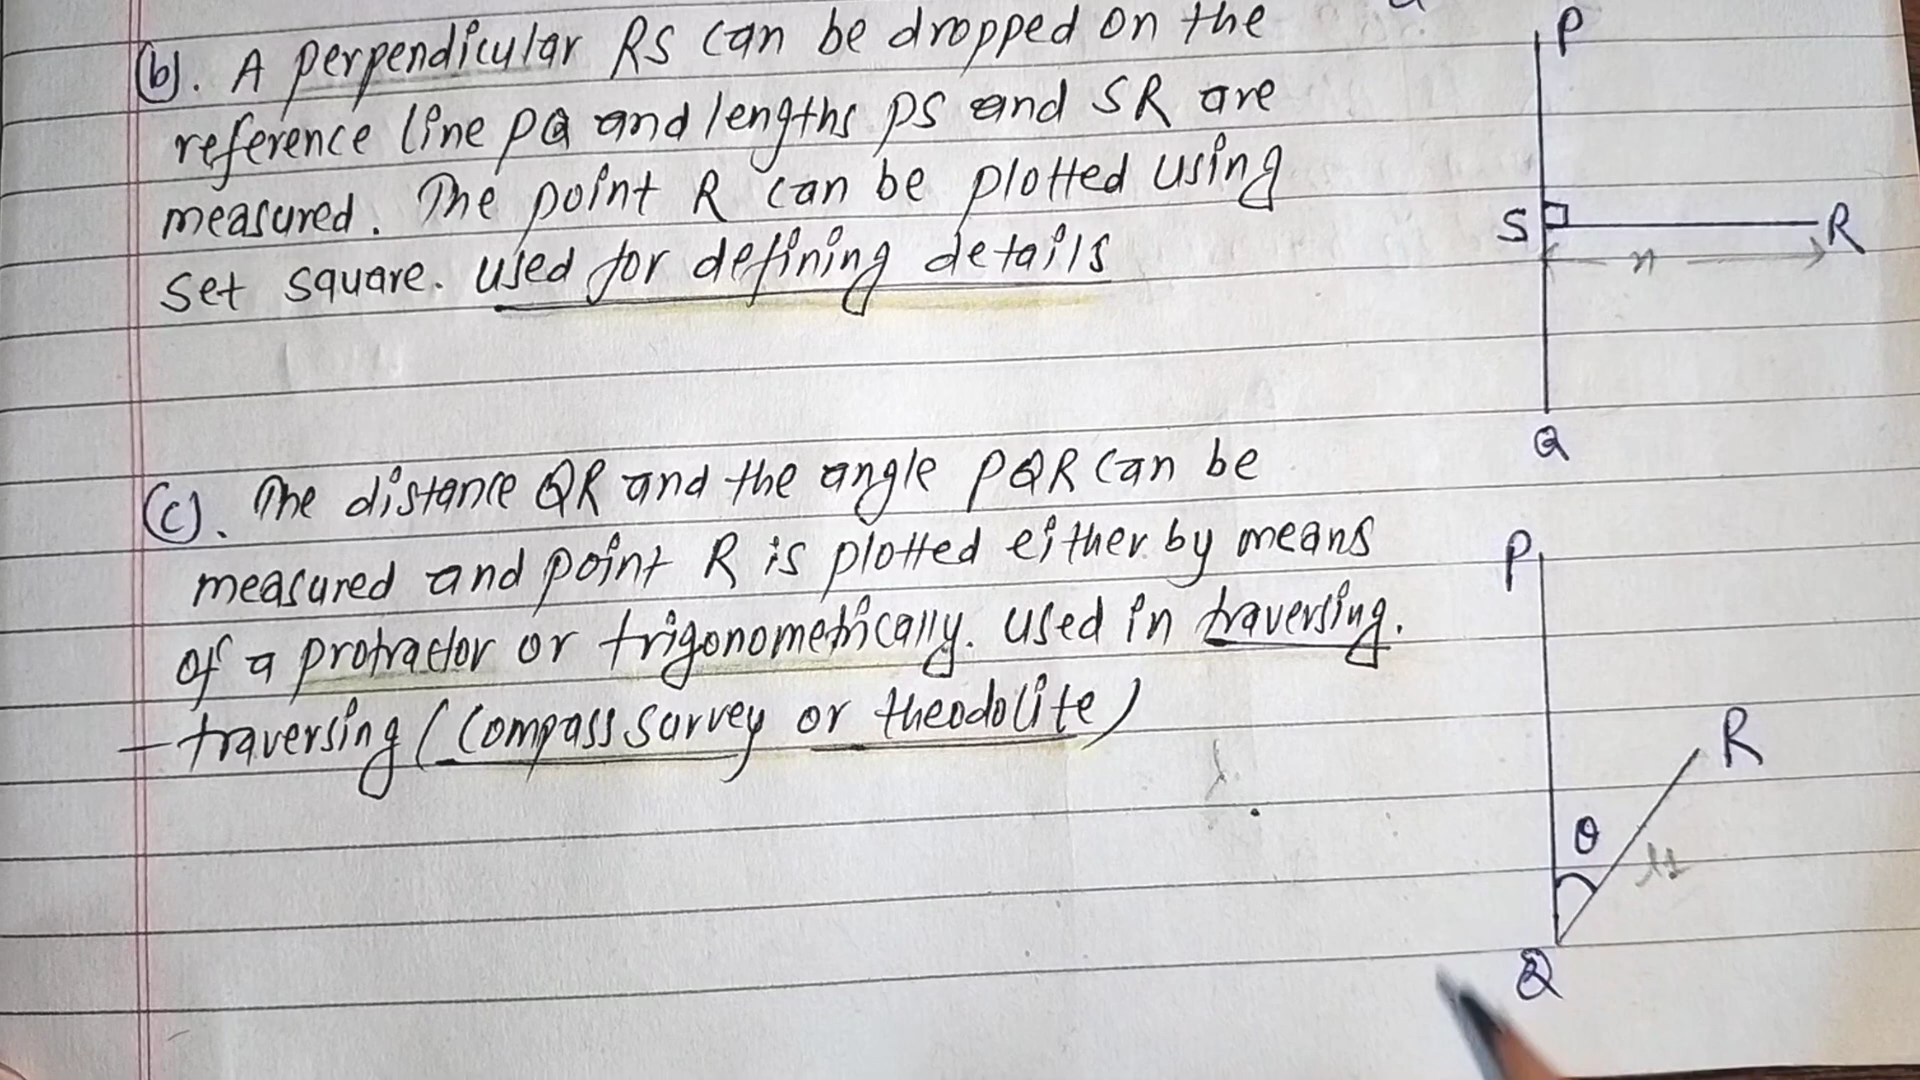 (b). A perpendicular RS can be dropped on the
reference line PQ and lengths PS and SR are
measured. The point R can be plotted using
set square. used for defining details
P
S
R
n
Q
(c). The distance QR and the angle PQR can be
measured and point R is plotted either by means
of a protractor or trigonometrically. used in traversing.
- traversing (Compass survey or theodolite)
P
R
θ
Q